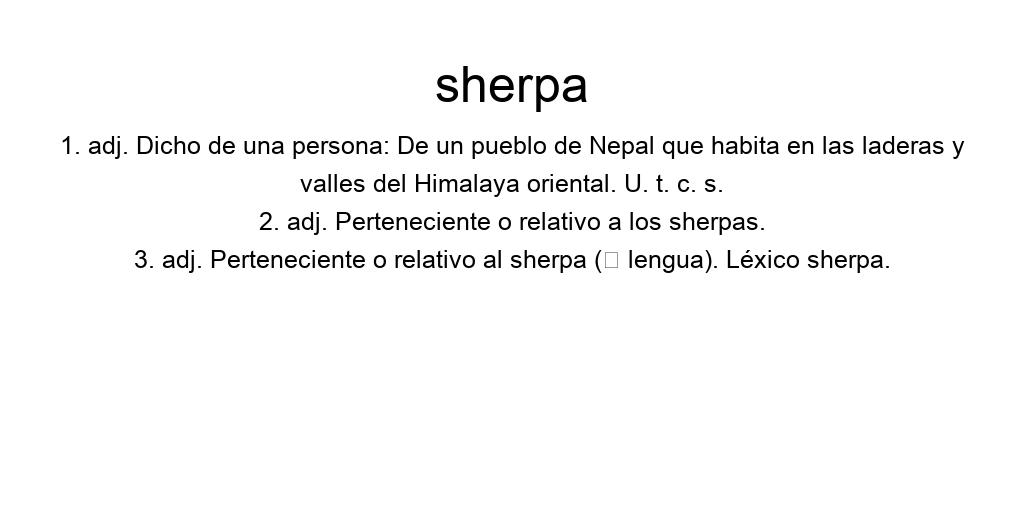 sherpa
1. adj. Dicho de una persona: De un pueblo de Nepal que habita en las laderas y
valles del Himalaya oriental. U. t. c. s.
2. adj. Perteneciente o relativo a los sherpas.
3. adj. Perteneciente o relativo al sherpa (□ lengua). Léxico sherpa.